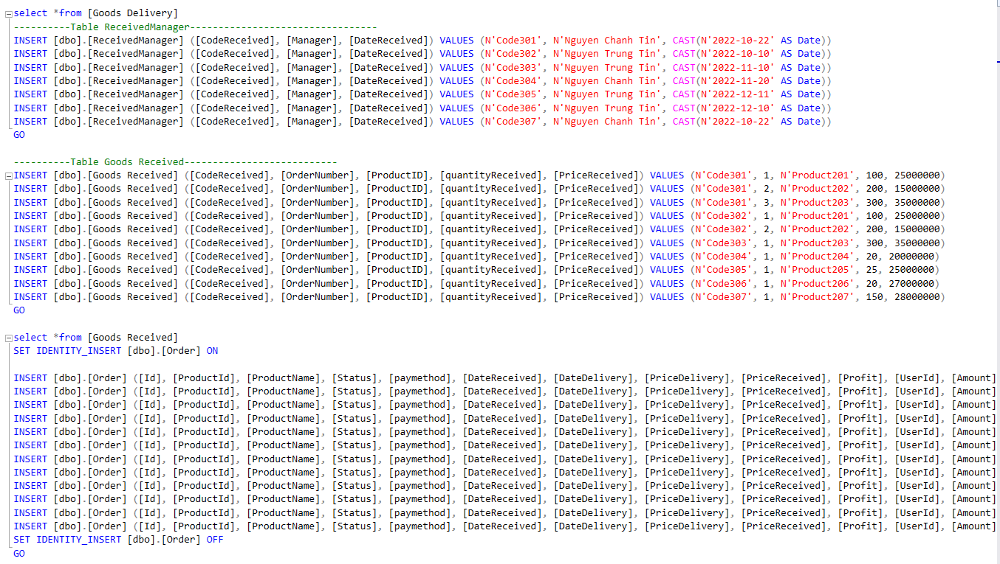 select *from [Goods Delivery]
----------Table ReceivedManager---------------------------------
INSERT [dbo].[ReceivedManager] ([CodeReceived], [Manager], [DateReceived]) VALUES (N'Code301', N'Nguyen Chanh Tin', CAST(N'2022-10-22' AS Date))
INSERT [dbo].[ReceivedManager] ([CodeReceived], [Manager], [DateReceived]) VALUES (N'Code302', N'Nguyen Trung Tin', CAST(N'2022-10-10' AS Date))
INSERT [dbo].[ReceivedManager] ([CodeReceived], [Manager], [DateReceived]) VALUES (N'Code303', N'Nguyen Trung Tin', CAST(N'2022-11-10' AS Date))
INSERT [dbo].[ReceivedManager] ([CodeReceived], [Manager], [DateReceived]) VALUES (N'Code304', N'Nguyen Chanh Tin', CAST(N'2022-11-20' AS Date))
INSERT [dbo].[ReceivedManager] ([CodeReceived], [Manager], [DateReceived]) VALUES (N'Code305', N'Nguyen Trung Tin', CAST(N'2022-12-11' AS Date))
INSERT [dbo].[ReceivedManager] ([CodeReceived], [Manager], [DateReceived]) VALUES (N'Code306', N'Nguyen Trung Tin', CAST(N'2022-12-10' AS Date))
INSERT [dbo].[ReceivedManager] ([CodeReceived], [Manager], [DateReceived]) VALUES (N'Code307', N'Nguyen Chanh Tin', CAST(N'2022-10-22' AS Date))
GO
----------Table Goods Received---------------------------
INSERT [dbo].[Goods Received] ([CodeReceived], [OrderNumber], [ProductID], [quantityReceived], [PriceReceived]) VALUES (N'Code301', 1, N'Product201', 100, 25000000)
INSERT [dbo].[Goods Received] ([CodeReceived], [OrderNumber], [ProductID], [quantityReceived], [PriceReceived]) VALUES (N'Code301', 2, N'Product202', 200, 15000000)
INSERT [dbo].[Goods Received] ([CodeReceived], [OrderNumber], [ProductID], [quantityReceived], [PriceReceived]) VALUES (N'Code301', 3, N'Product203', 300, 35000000)
INSERT [dbo].[Goods Received] ([CodeReceived], [OrderNumber], [ProductID], [quantityReceived], [PriceReceived]) VALUES (N'Code302', 1, N'Product201', 100, 25000000)
INSERT [dbo].[Goods Received] ([CodeReceived], [OrderNumber], [ProductID], [quantityReceived], [PriceReceived]) VALUES (N'Code302', 2, N'Product202', 200, 15000000)
INSERT [dbo].[Goods Received] ([CodeReceived], [OrderNumber], [ProductID], [quantityReceived], [PriceReceived]) VALUES (N'Code303', 1, N'Product203', 300, 35000000)
INSERT [dbo].[Goods Received] ([CodeReceived], [OrderNumber], [ProductID], [quantityReceived], [PriceReceived]) VALUES (N'Code304', 1, N'Product204', 20, 20000000)
INSERT [dbo].[Goods Received] ([CodeReceived], [OrderNumber], [ProductID], [quantityReceived], [PriceReceived]) VALUES (N'Code305', 1, N'Product205', 25, 25000000)
INSERT [dbo].[Goods Received] ([CodeReceived], [OrderNumber], [ProductID], [quantityReceived], [PriceReceived]) VALUES (N'Code306', 1, N'Product206', 20, 27000000)
INSERT [dbo].[Goods Received] ([CodeReceived], [OrderNumber], [ProductID], [quantityReceived], [PriceReceived]) VALUES (N'Code307', 1, N'Product207', 150, 28000000)
GO
select *from [Goods Received]
SET IDENTITY_INSERT [dbo].[Order] ON
INSERT [dbo].[Order] ([Id], [ProductId], [ProductName], [Status], [paymethod], [DateReceived], [DateDelivery], [PriceDelivery], [PriceReceived], [Profit], [UserId], [Amount]
INSERT [dbo].[Order] ([Id], [ProductId], [ProductName], [Status], [paymethod], [DateReceived], [DateDelivery], [PriceDelivery], [PriceReceived], [Profit], [UserId], [Amount]
INSERT [dbo].[Order] ([Id], [ProductId], [ProductName], [Status], [paymethod], [DateReceived], [DateDelivery], [PriceDelivery], [PriceReceived], [Profit], [UserId], [Amount]
INSERT [dbo].[Order] ([Id], [ProductId], [ProductName], [Status], [paymethod], [DateReceived], [DateDelivery], [PriceDelivery], [PriceReceived], [Profit], [UserId], [Amount]
INSERT [dbo].[Order] ([Id], [ProductId], [ProductName], [Status], [paymethod], [DateReceived], [DateDelivery], [PriceDelivery], [PriceReceived], [Profit], [UserId], [Amount]
INSERT [dbo].[Order] ([Id], [ProductId], [ProductName], [Status], [paymethod], [DateReceived], [DateDelivery], [PriceDelivery], [PriceReceived], [Profit], [UserId], [Amount]
INSERT [dbo].[Order] ([Id], [ProductId], [ProductName], [Status], [paymethod], [DateReceived], [DateDelivery], [PriceDelivery], [PriceReceived], [Profit], [UserId], [Amount]
INSERT [dbo].[Order] ([Id], [ProductId], [ProductName], [Status], [paymethod], [DateReceived], [DateDelivery], [PriceDelivery], [PriceReceived], [Profit], [UserId], [Amount]
INSERT [dbo].[Order] ([Id], [ProductId], [ProductName], [Status], [paymethod], [DateReceived], [DateDelivery], [PriceDelivery], [PriceReceived], [Profit], [UserId], [Amount]
INSERT [dbo].[Order] ([Id], [ProductId], [ProductName], [Status], [paymethod], [DateReceived], [DateDelivery], [PriceDelivery], [PriceReceived], [Profit], [UserId], [Amount]
INSERT [dbo].[Order] ([Id], [ProductId], [ProductName], [Status], [paymethod], [DateReceived], [DateDelivery], [PriceDelivery], [PriceReceived], [Profit], [UserId], [Amount]
INSERT [dbo].[Order] ([Id], [ProductId], [ProductName], [Status], [paymethod], [DateReceived], [DateDelivery], [PriceDelivery], [PriceReceived], [Profit], [UserId], [Amount]
SET IDENTITY_INSERT [dbo].[Order] OFF
GO